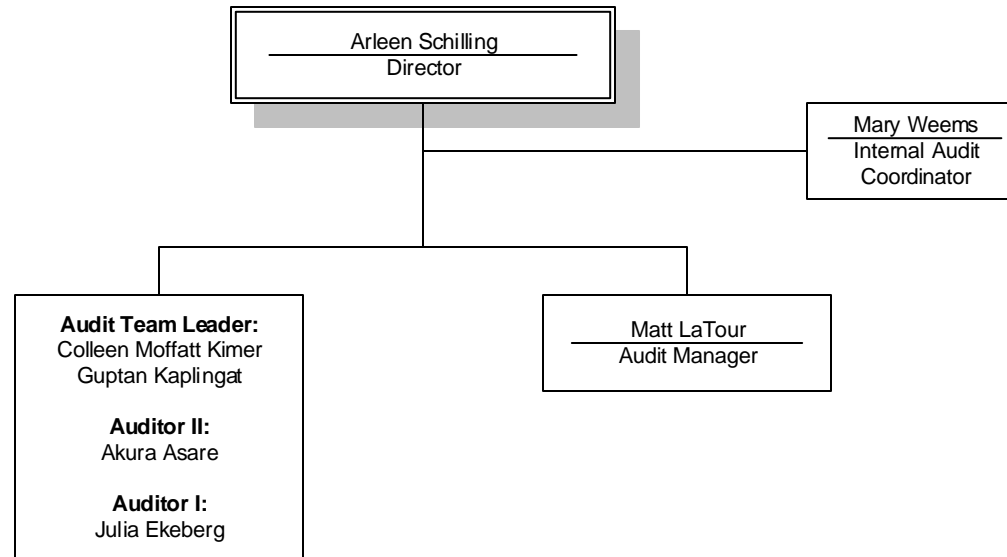 Arleen Schilling
Director
Mary Weems
Internal Audit
Coordinator
Audit Team Leader:
Colleen Moffatt Kimer
Guptan Kaplingat
Auditor II:
Akura Asare
Auditor I:
Julia Ekeberg
Matt LaTour
Audit Manager